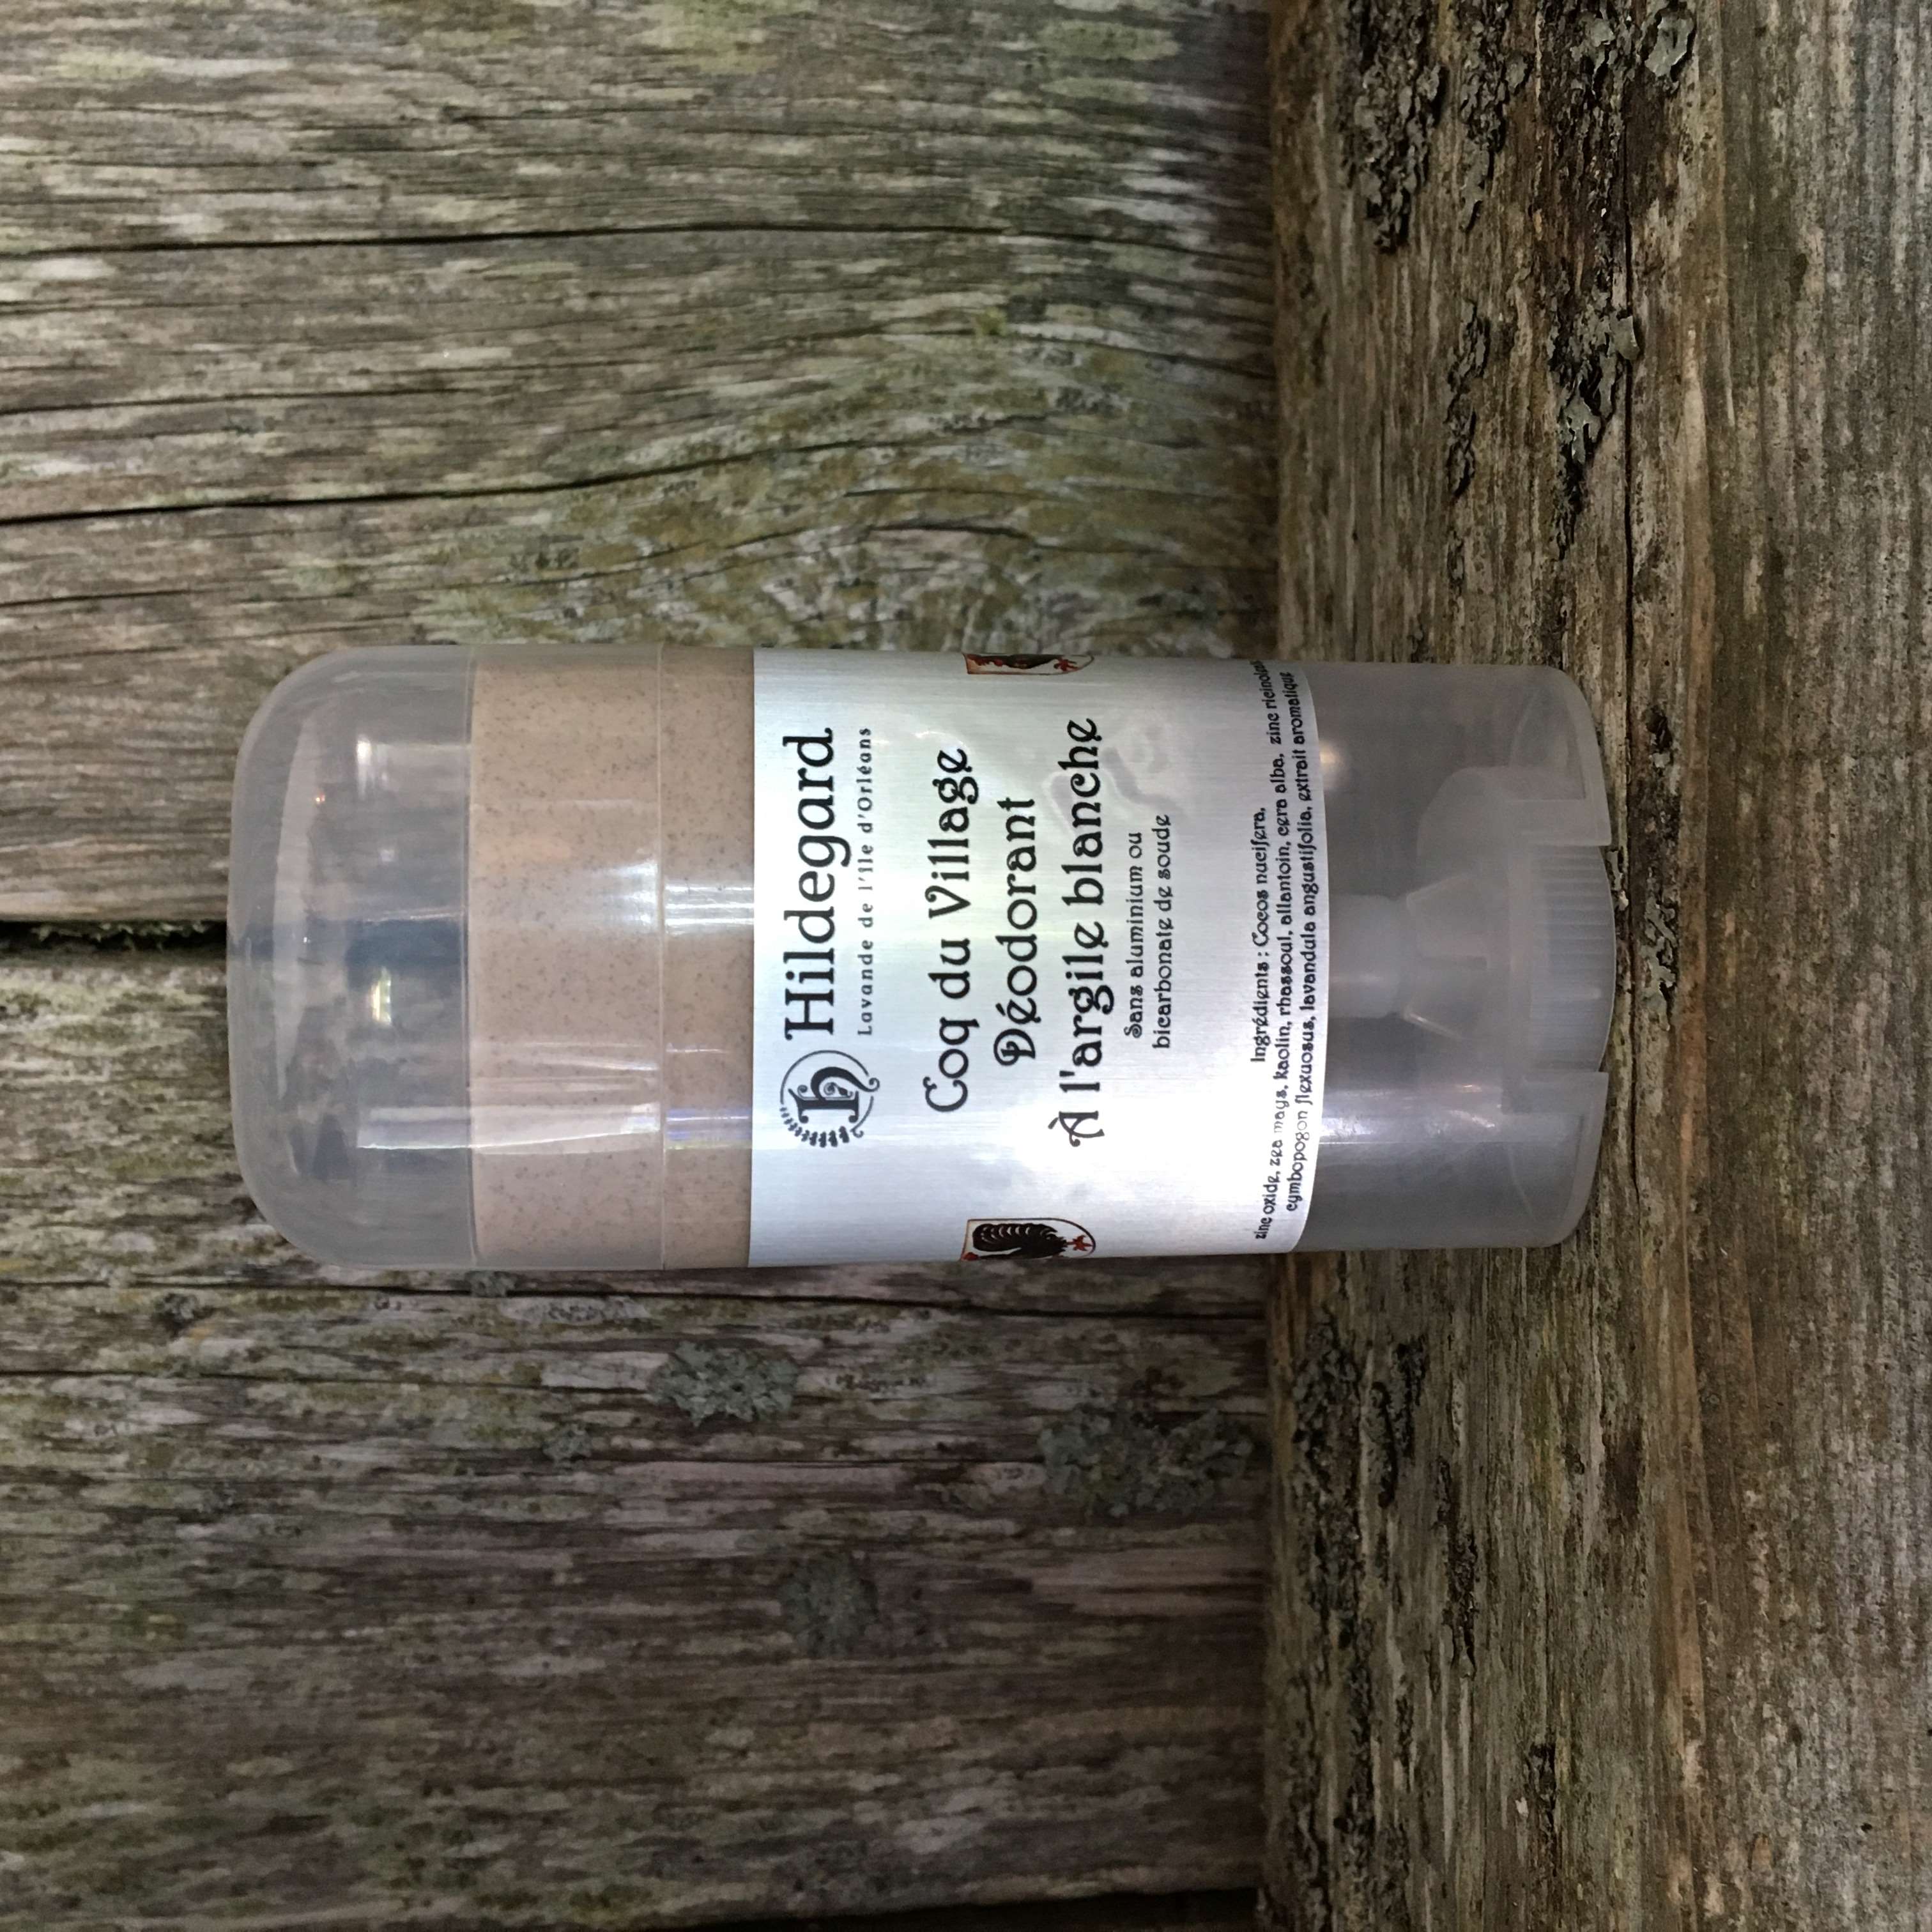 Hildegard
Lavande de l'île d'Orléans
Coq du Village
Déodorant
À l'argile blanche
Sans aluminium ou
bicarbonate de soude
Ingrédients : Cocos nucifera,
zinc oxide, zea mays, kaolin, rhassoul, allantoin, cera alba, zinc
cymbopogon flexuosus, lavandula angustifolia, extrait aromatique